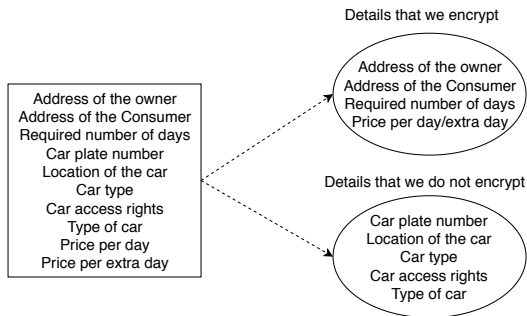 Details that we encrypt
Address of the owner
Address of the Consumer
Required number of days
Price per day/extra day
Address of the owner
Address of the Consumer
Required number of days
Car plate number
Location of the car
Car type
Car access rights
Type of car
Price per day
Price per extra day
Details that we do not encrypt
Car plate number
Location of the car
Car type
Car access rights
Type of car